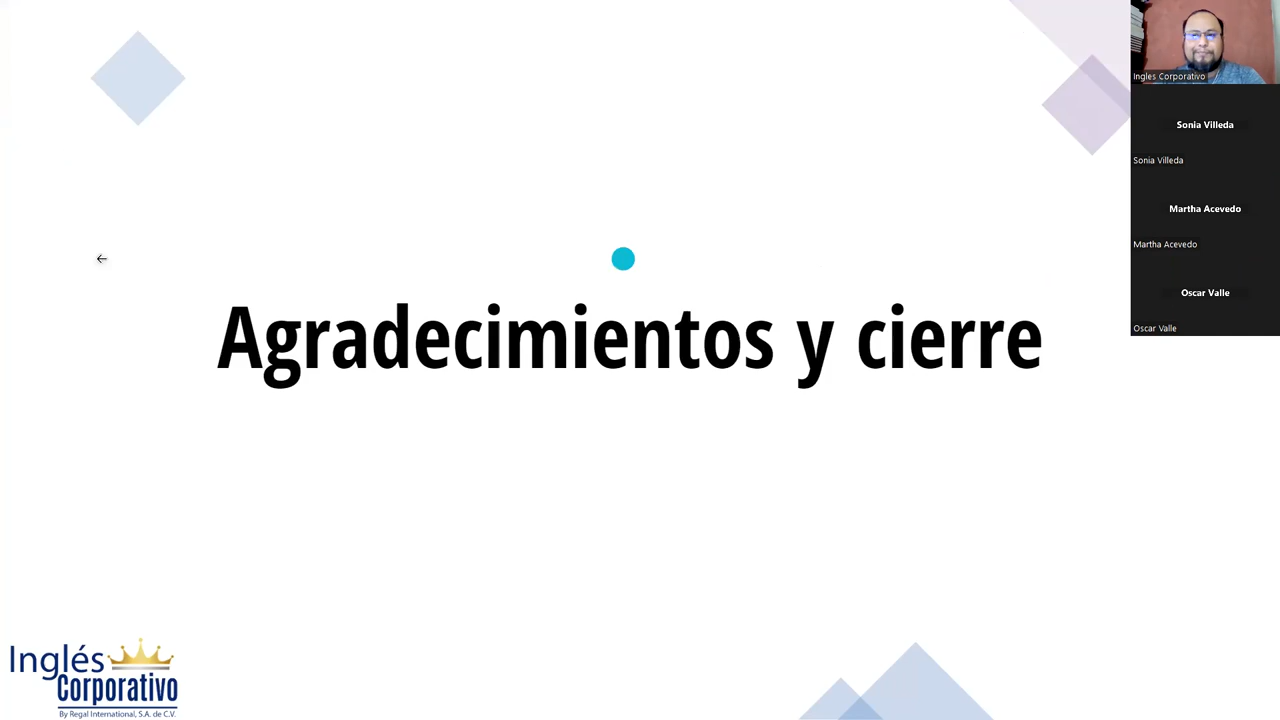 Ingles Corporativo
Sonia Villeda
Sonia Villeda
Martha Acevedo
Martha Acevedo
Oscar Valle
Oscar Valle
Agradecimientos y cierre
Inglés
Corporativo
By Regal International, S.A. de C.V.